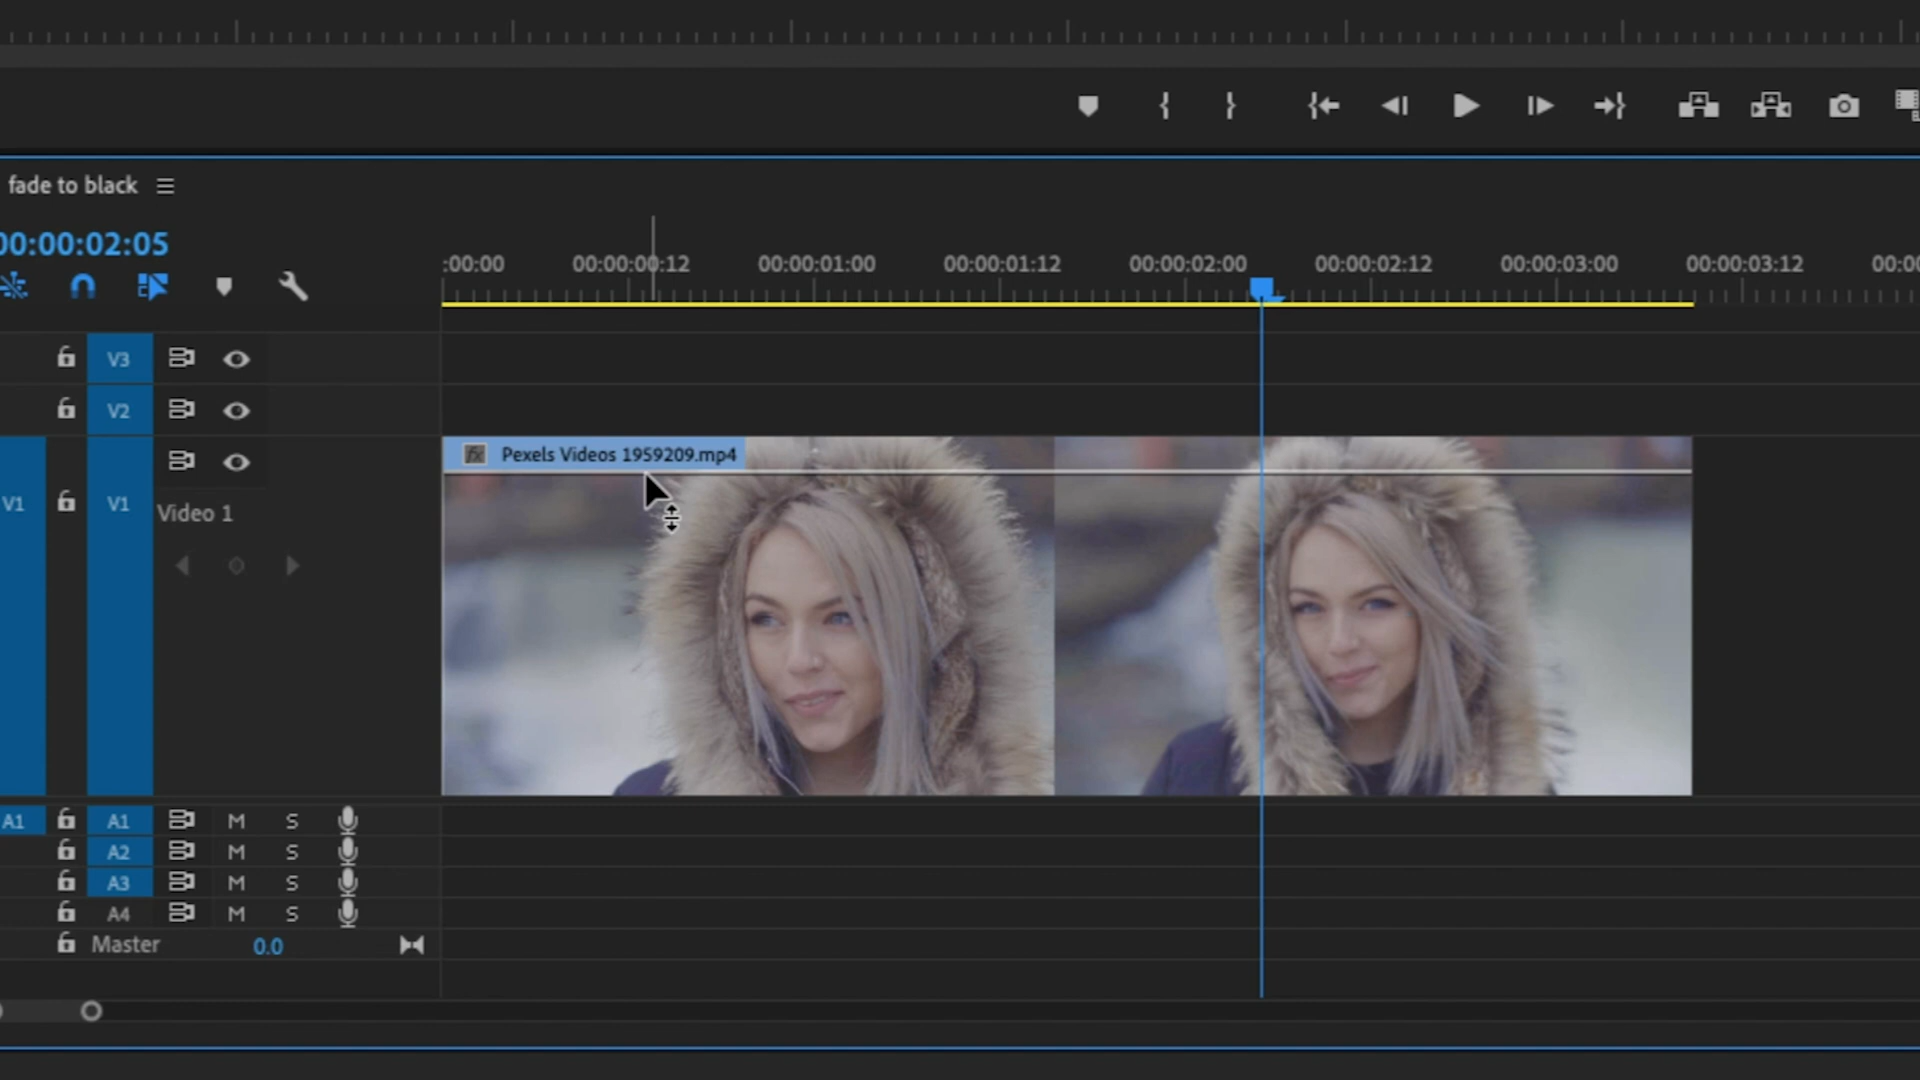 fade to black
00:00:02:05
:00:00 00:00:00:12 00:00:01:00 00:00:01:12 00:00:02:00 00:00:02:12 00:00:03:00 00:00:03:12 00:00
V3
V2
Pexels Videos 1959209.mp4
V1 V1
Video 1
A1 A1 M S
A2 M S
A3 M S
A4 M S
Master 0.0